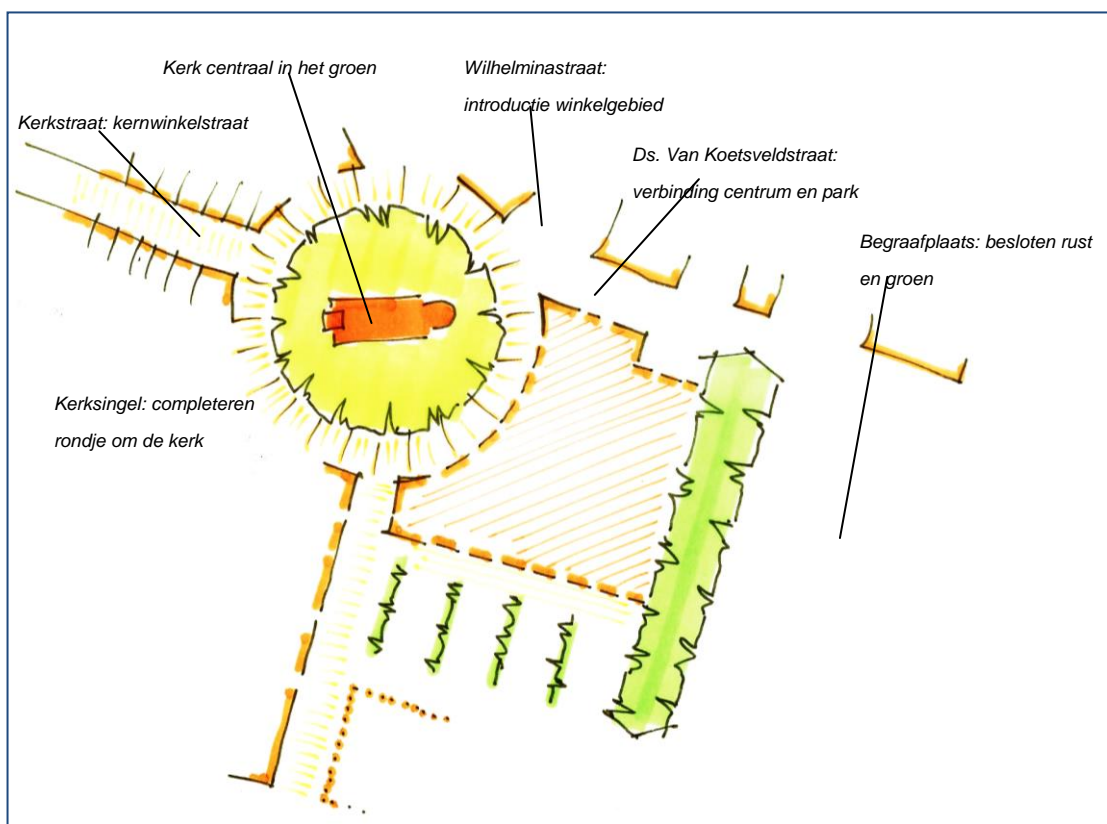 Kerk centraal in het groen
Wilhelminastraat:
introductie winkelgebied
Kerkstraat: kernwinkelstraat
Ds. Van Koetsveldstraat:
verbinding centrum en park
Begraafplaats: besloten rust
en groen
Kerksingel: completeren
rondje om de kerk